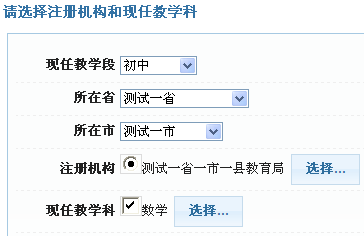 请选择注册机构和现任教学科
现任教学段 初中
所在省 测试一省
所在市 测试一市
注册机构 测试一省一市一县教育局 选择...
现任教学科 数学 选择...